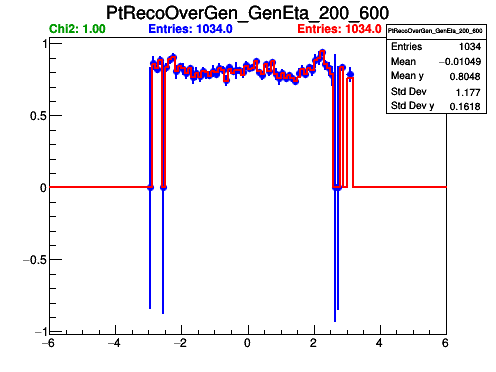 PtRecoOverGen_GenEta_200_600
Chi2: 1.00 Entries: 1034.0 Entries: 1034.0
PtRecoOverGen_GenEta_200_600
Entries 1034
Mean −0.01049
Mean y 0.8048
Std Dev 1.177
Std Dev y 0.1618
1
0.5
0
−0.5
−1
−6 −4 −2 0 2 4 6